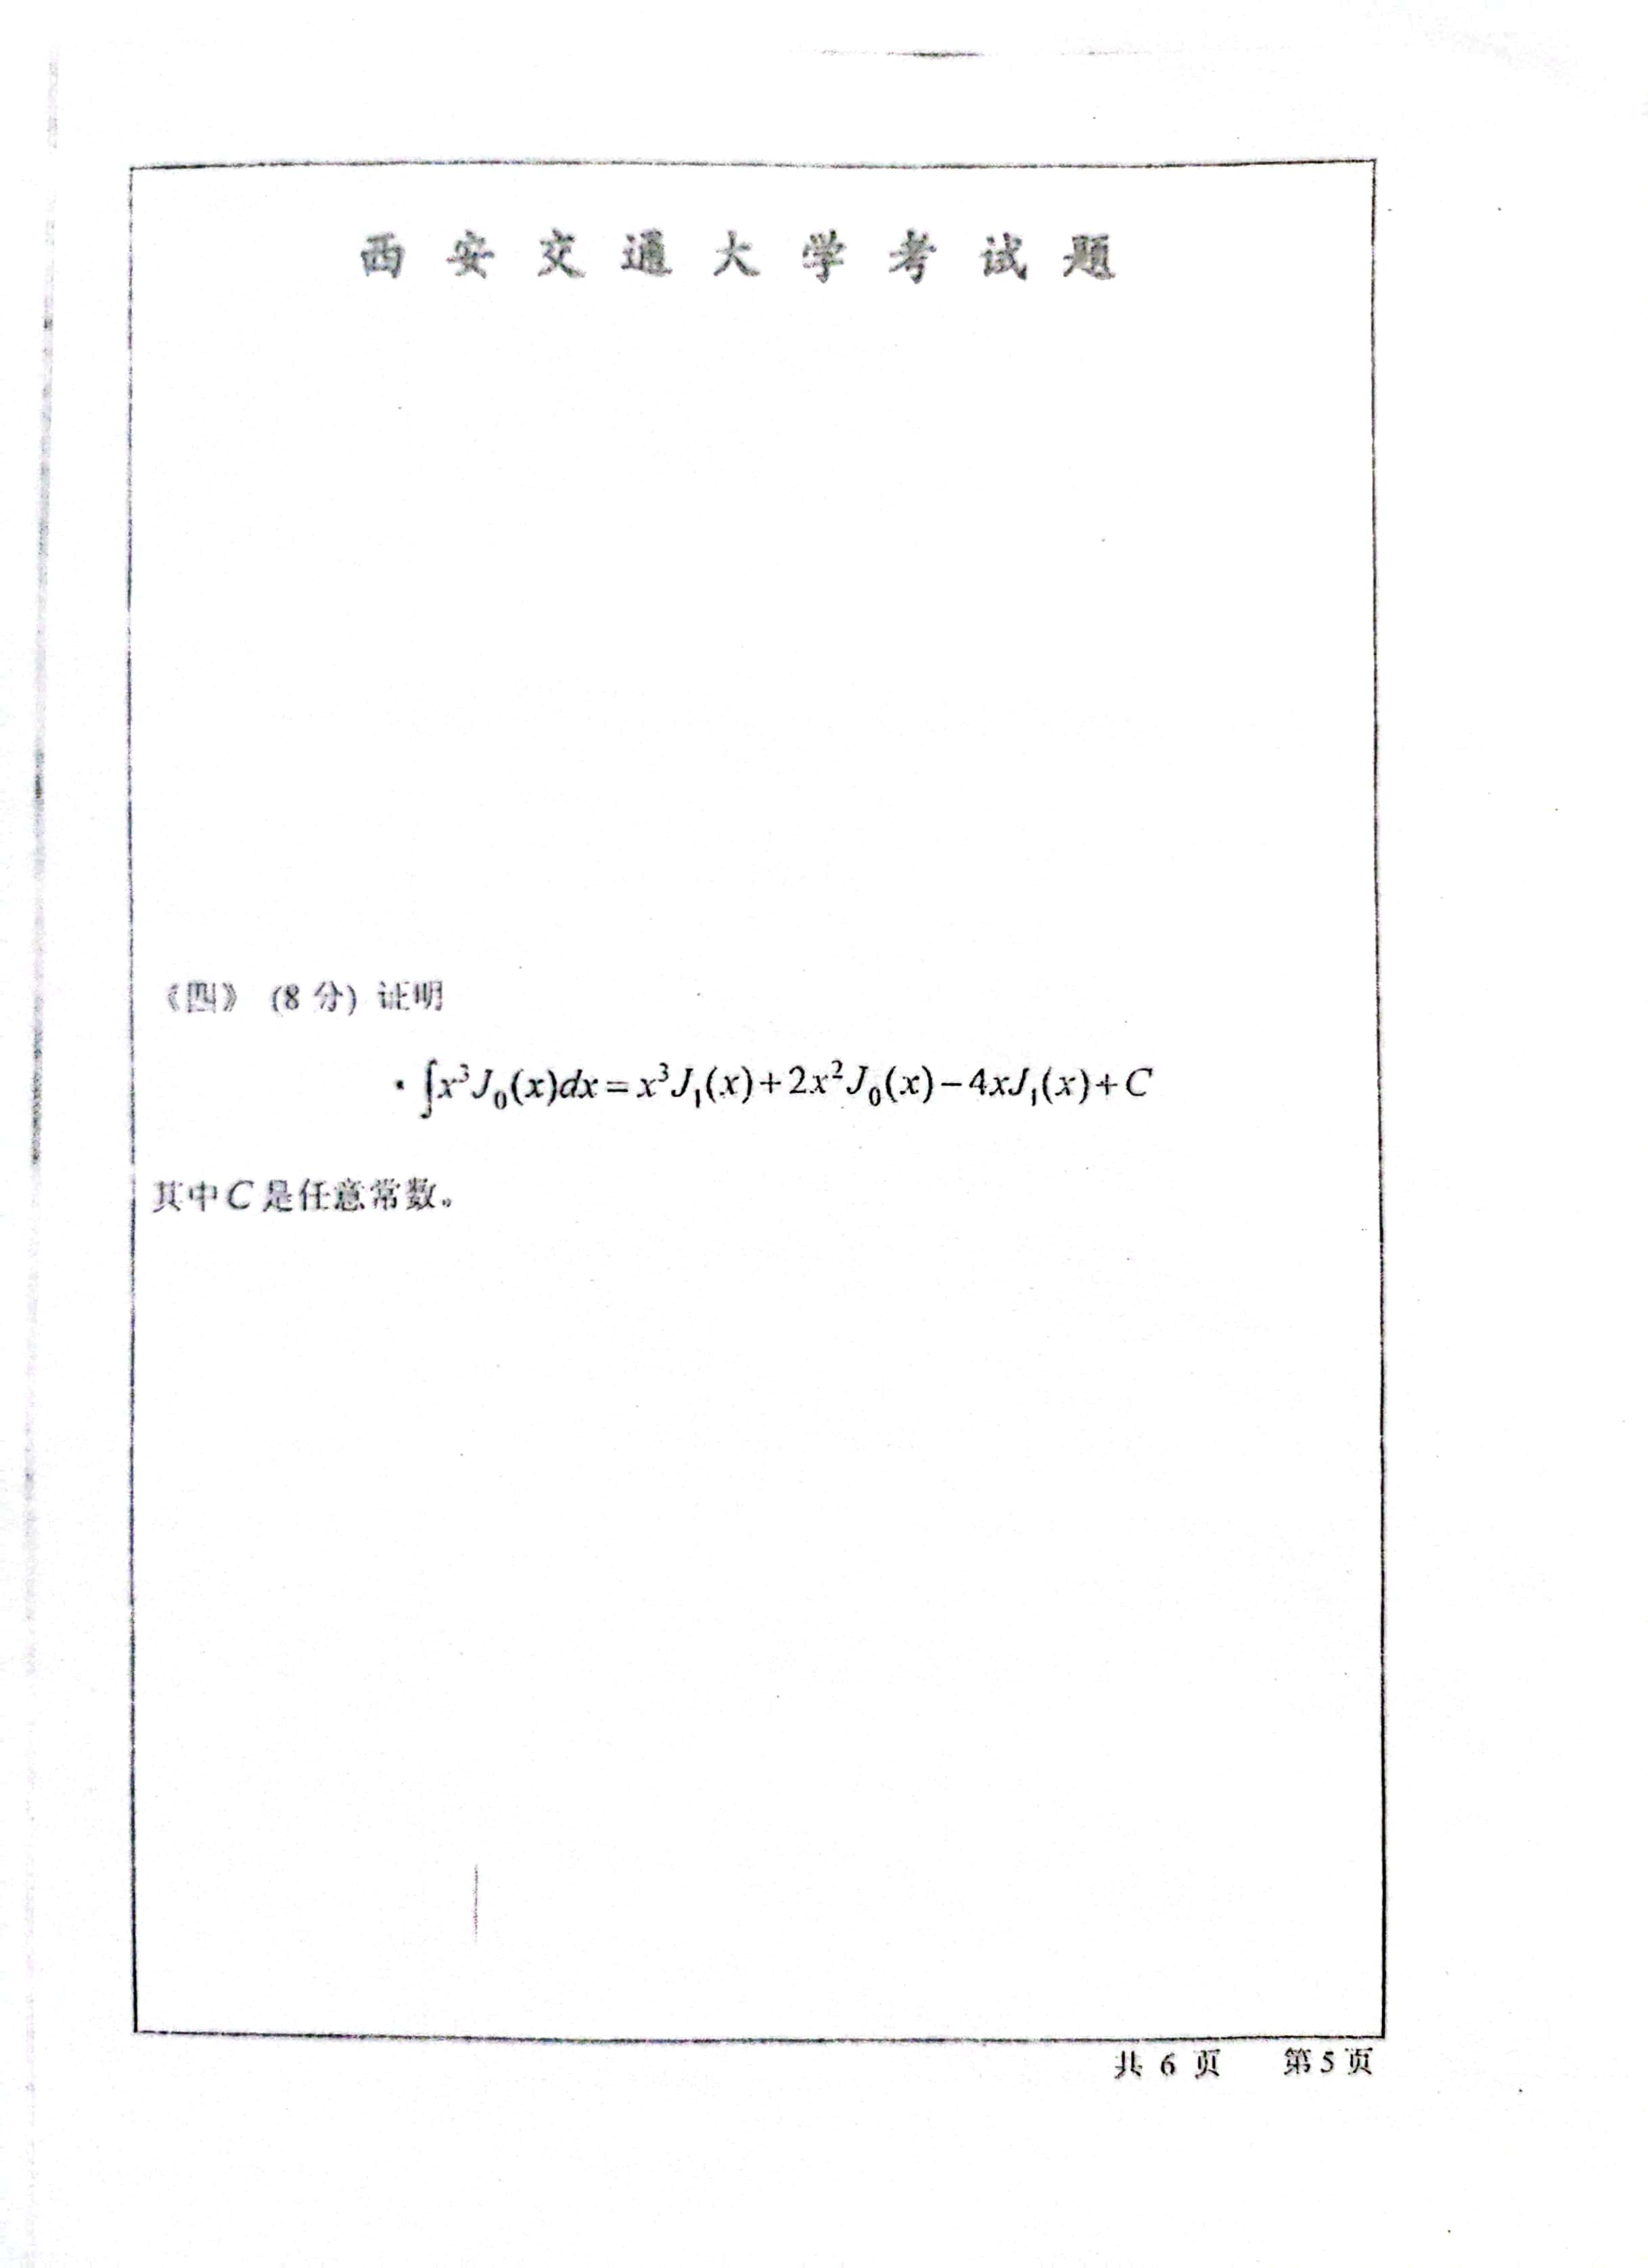 西安交通大学考试题
《四》 (8 分) 证明
· ∫x³J₀(x)dx = x³J₁(x) + 2x²J₀(x) − 4xJ₁(x) + C
其中 C 是任意常数。
共 6 页 第 5 页